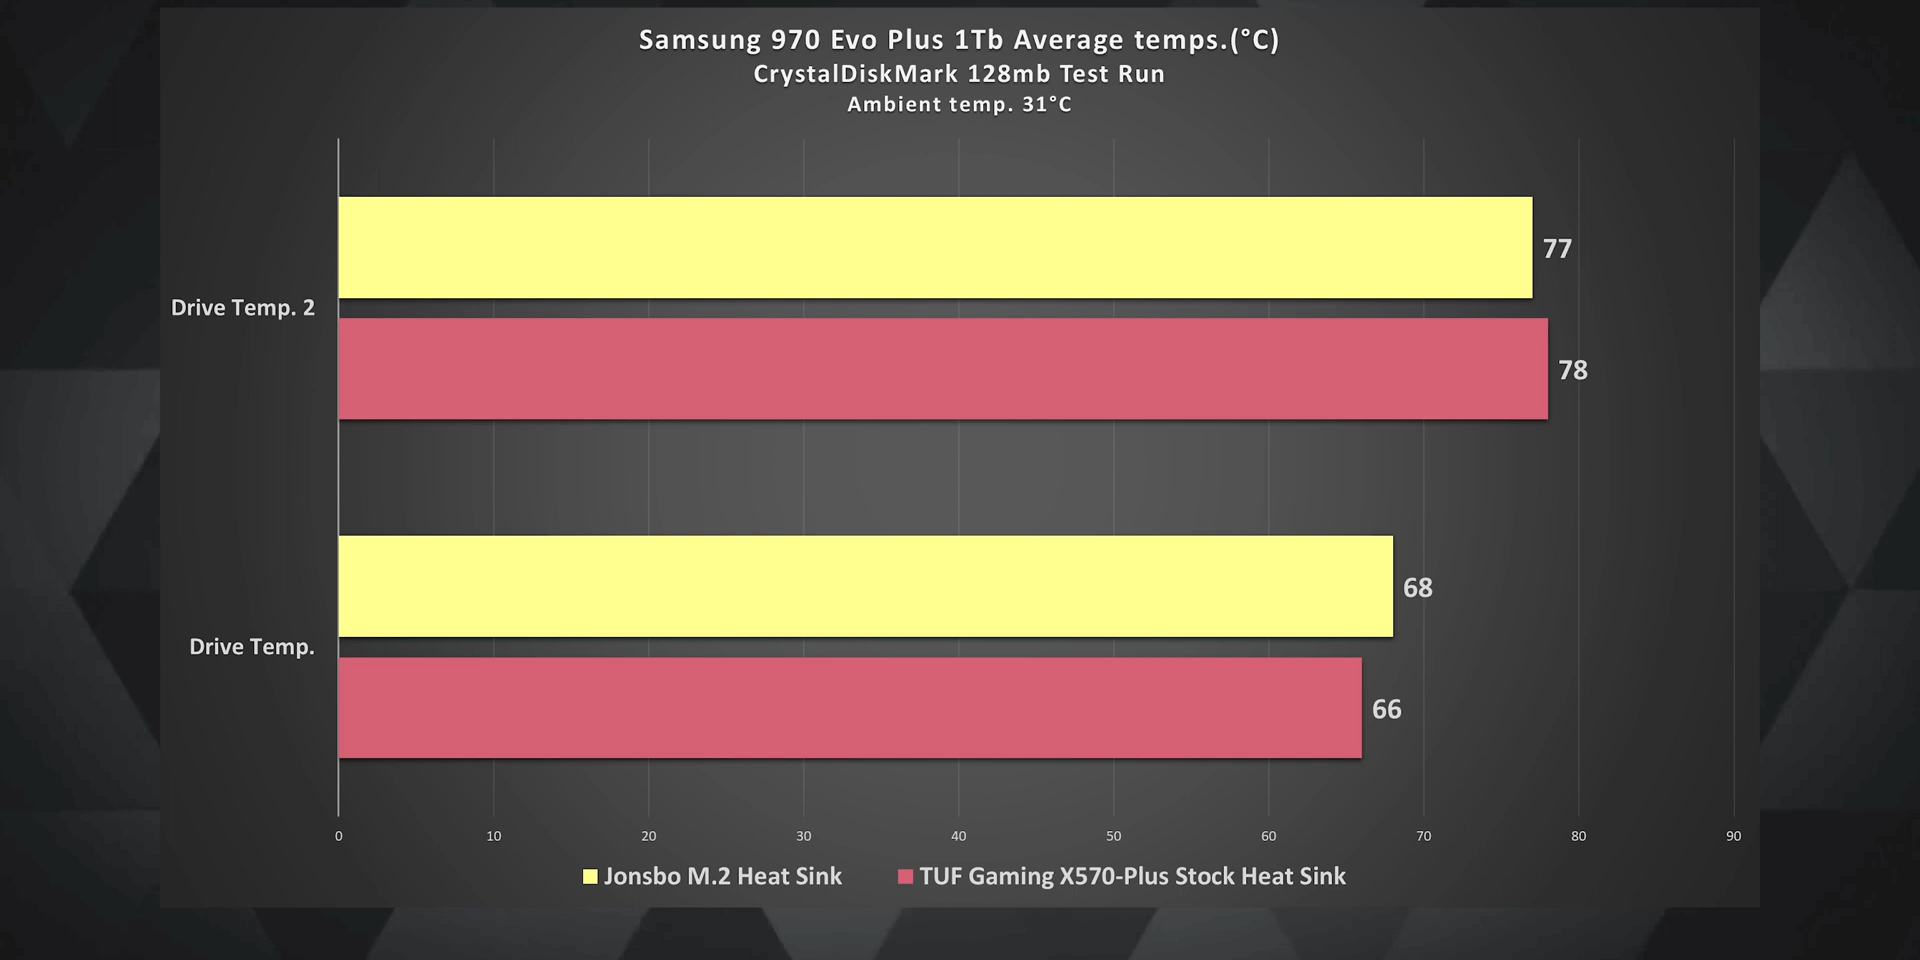 Samsung 970 Evo Plus 1Tb Average temps.(°C)
CrystalDiskMark 128mb Test Run
Ambient temp. 31°C
77
Drive Temp. 2
78
68
Drive Temp.
66
0 10 20 30 40 50 60 70 80 90
Jonsbo M.2 Heat Sink TUF Gaming X570-Plus Stock Heat Sink